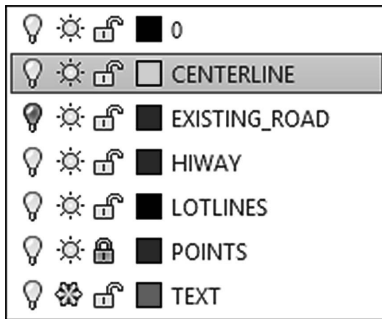 0
CENTERLINE
EXISTING_ROAD
HIWAY
LOTLINES
POINTS
TEXT